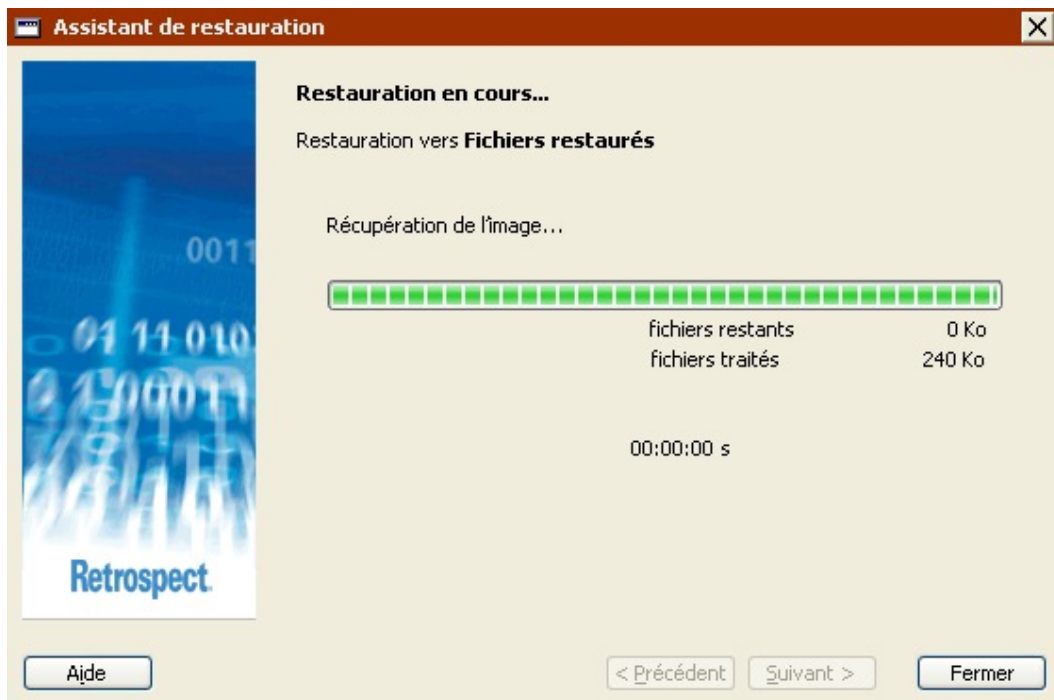 Assistant de restauration
Restauration en cours...
Restauration vers Fichiers restaurés
Récupération de l'image...
fichiers restants 0 Ko
fichiers traités 240 Ko
00:00:00 s
0011
01 11 010
Retrospect.
Aide
< Précédent
Suivant >
Fermer